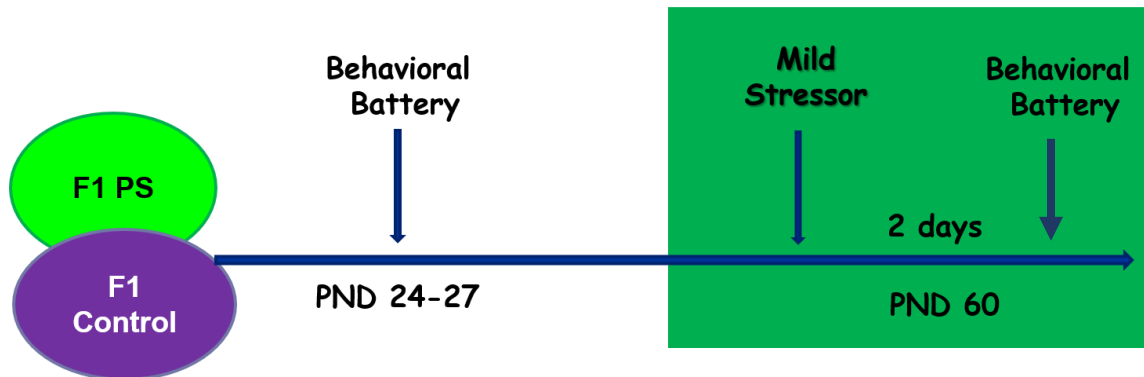 F1 PS
F1
Control
Behavioral
Battery
PND 24-27
Mild
Stressor
2 days
Behavioral
Battery
PND 60